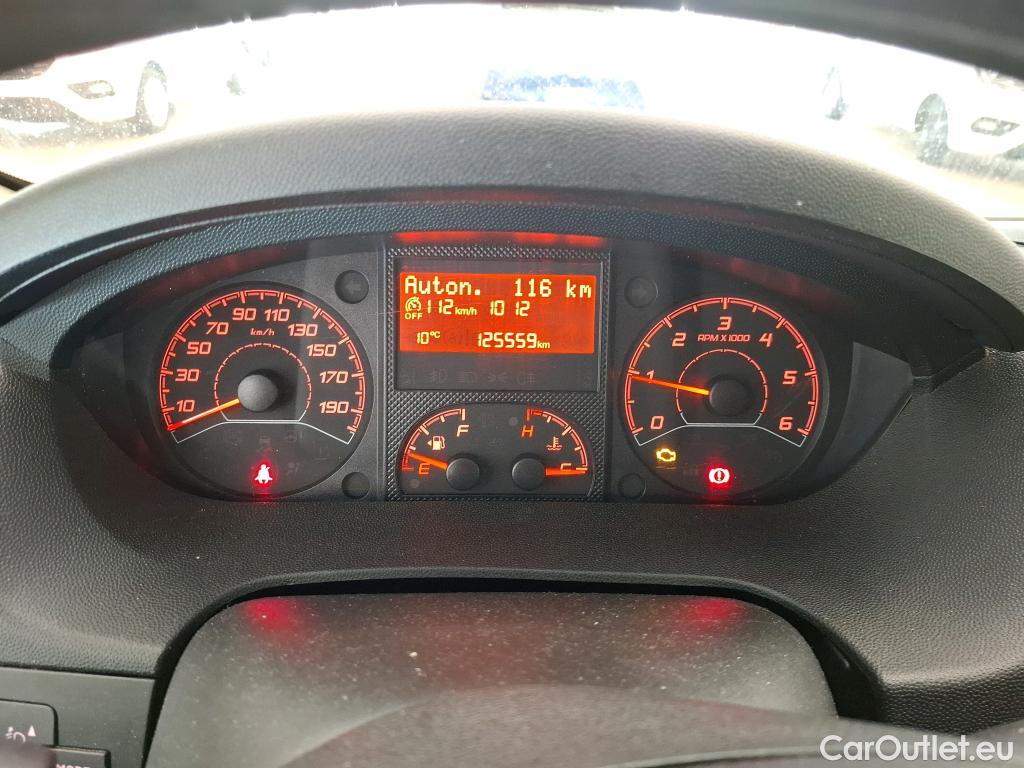 Auton. 116 km
OFF 112 km/h 10 12
10°C 125559 km
10 30 50 70 90 110 130 150 170 190
km/h
0 1 2 3 4 5 6
RPM X 1000
E F
H C
CarOutlet.eu